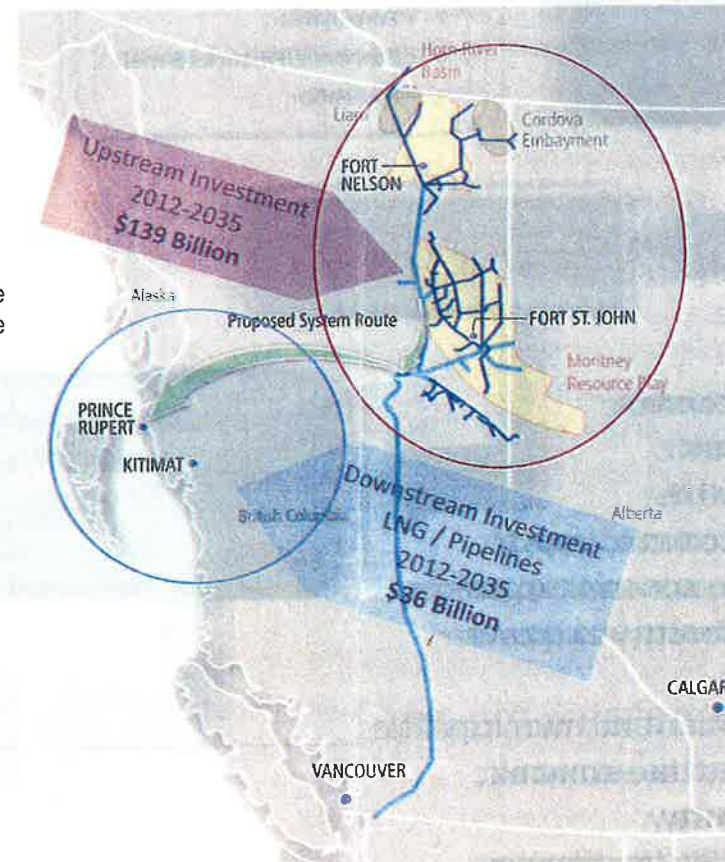 Horn River
Basin
Liard
Cordova
Embayment
FORT
NELSON
Upstream Investment
2012-2035
$139 Billion
Alaska
Proposed System Route
FORT ST. JOHN
Montney
Resource Play
PRINCE
RUPERT
KITIMAT
British Columbia
Downstream Investment
LNG / Pipelines
2012-2035
$36 Billion
Alberta
CALGAR
VANCOUVER